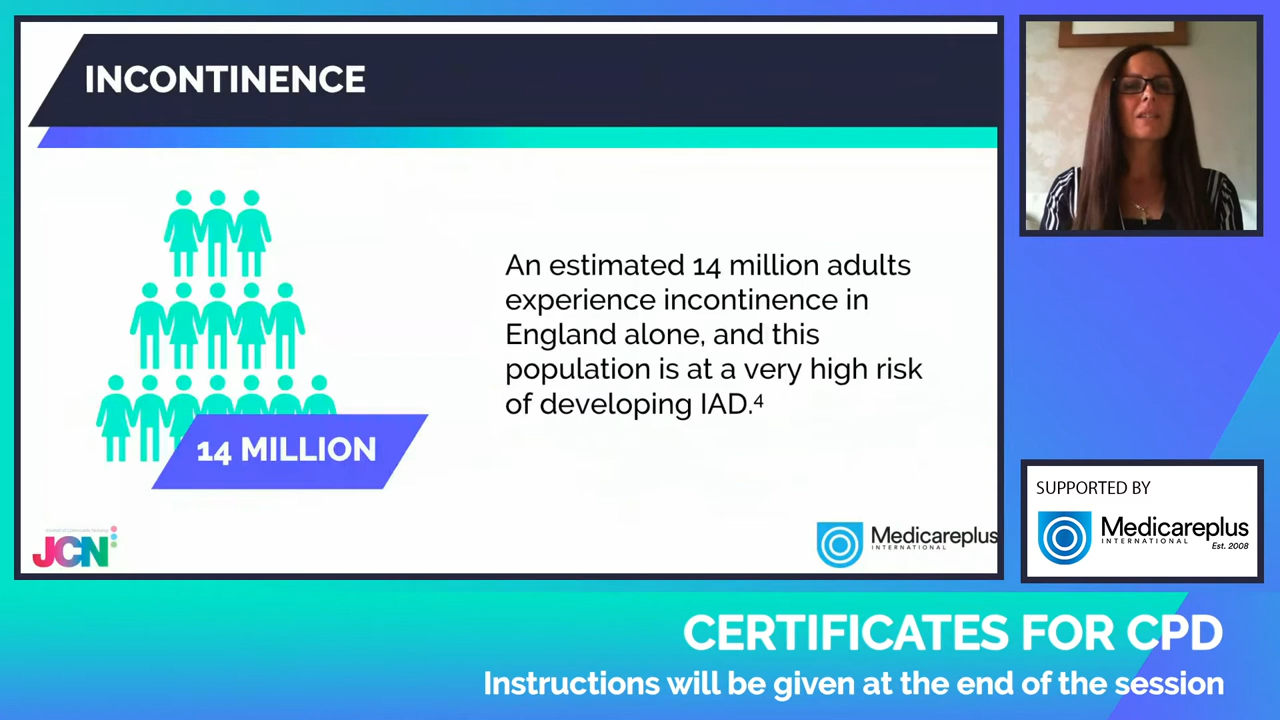 INCONTINENCE
An estimated 14 million adults
experience incontinence in
England alone, and this
population is at a very high risk
of developing IAD.⁴
14 MILLION
JCN
Medicareplus
INTERNATIONAL
SUPPORTED BY
Medicareplus
INTERNATIONAL
Est. 2008
CERTIFICATES FOR CPD
Instructions will be given at the end of the session